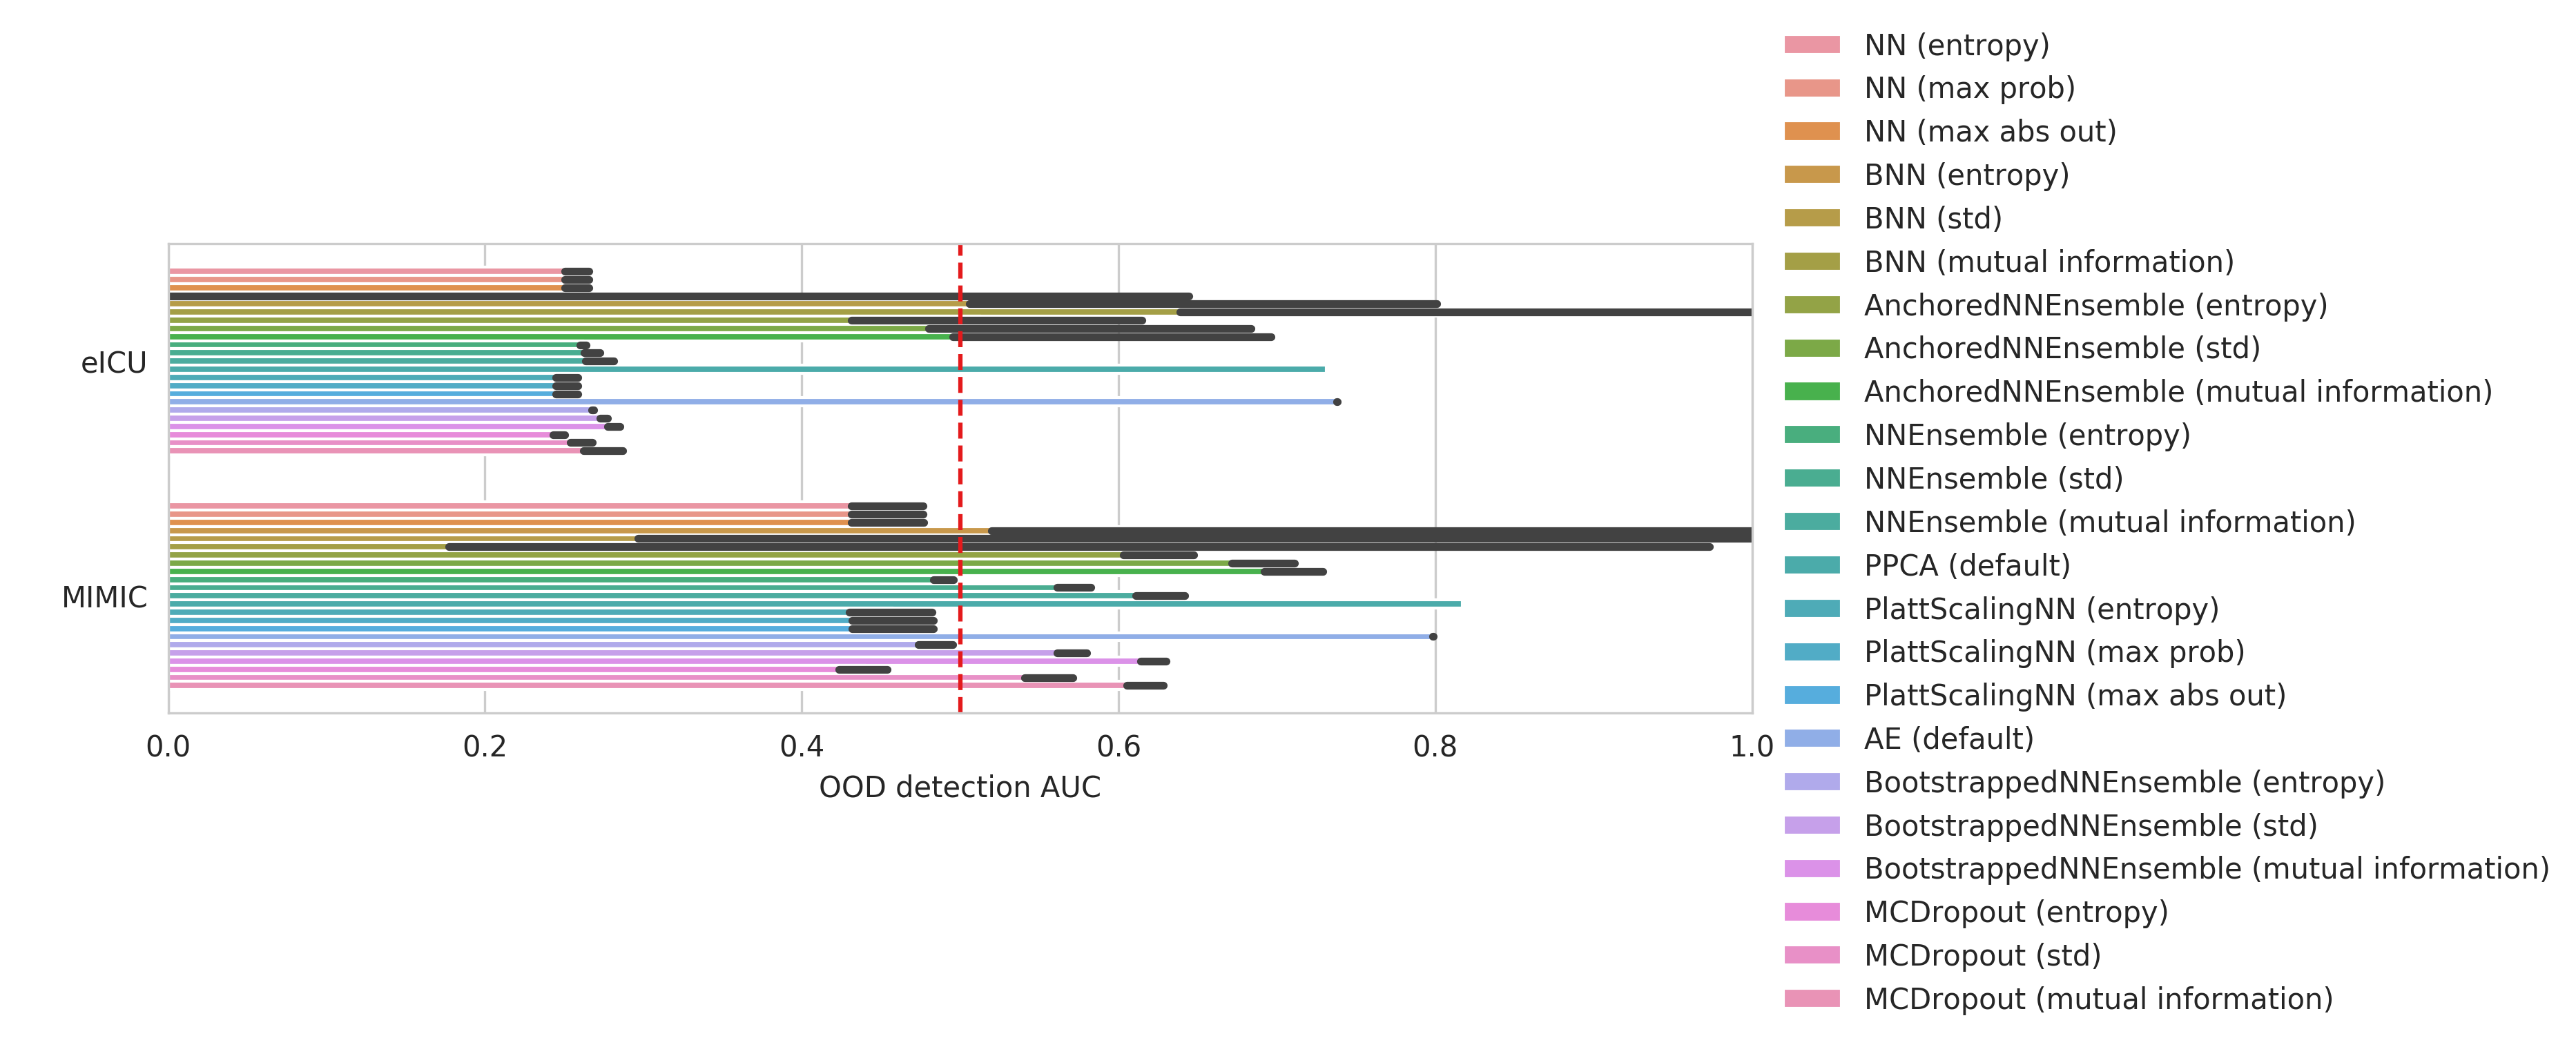 NN (entropy)
NN (max prob)
NN (max abs out)
BNN (entropy)
BNN (std)
BNN (mutual information)
AnchoredNNEnsemble (entropy)
AnchoredNNEnsemble (std)
AnchoredNNEnsemble (mutual information)
NNEnsemble (entropy)
NNEnsemble (std)
NNEnsemble (mutual information)
PPCA (default)
PlattScalingNN (entropy)
PlattScalingNN (max prob)
PlattScalingNN (max abs out)
AE (default)
BootstrappedNNEnsemble (entropy)
BootstrappedNNEnsemble (std)
BootstrappedNNEnsemble (mutual information)
MCDropout (entropy)
MCDropout (std)
MCDropout (mutual information)
eICU
MIMIC
0.0 0.2 0.4 0.6 0.8 1.0
OOD detection AUC